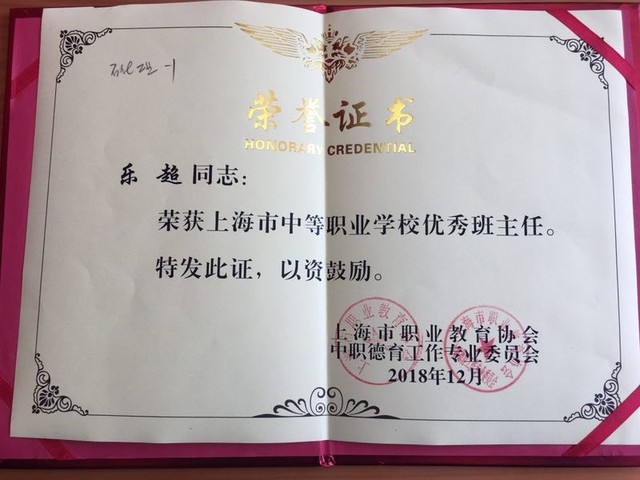 荣誉证书
HONORARY CREDENTIAL
乐 超 同志：
荣获上海市中等职业学校优秀班主任。
特发此证，以资鼓励。
上海市职业教育协会
中职德育工作专业委员会
2018年12月